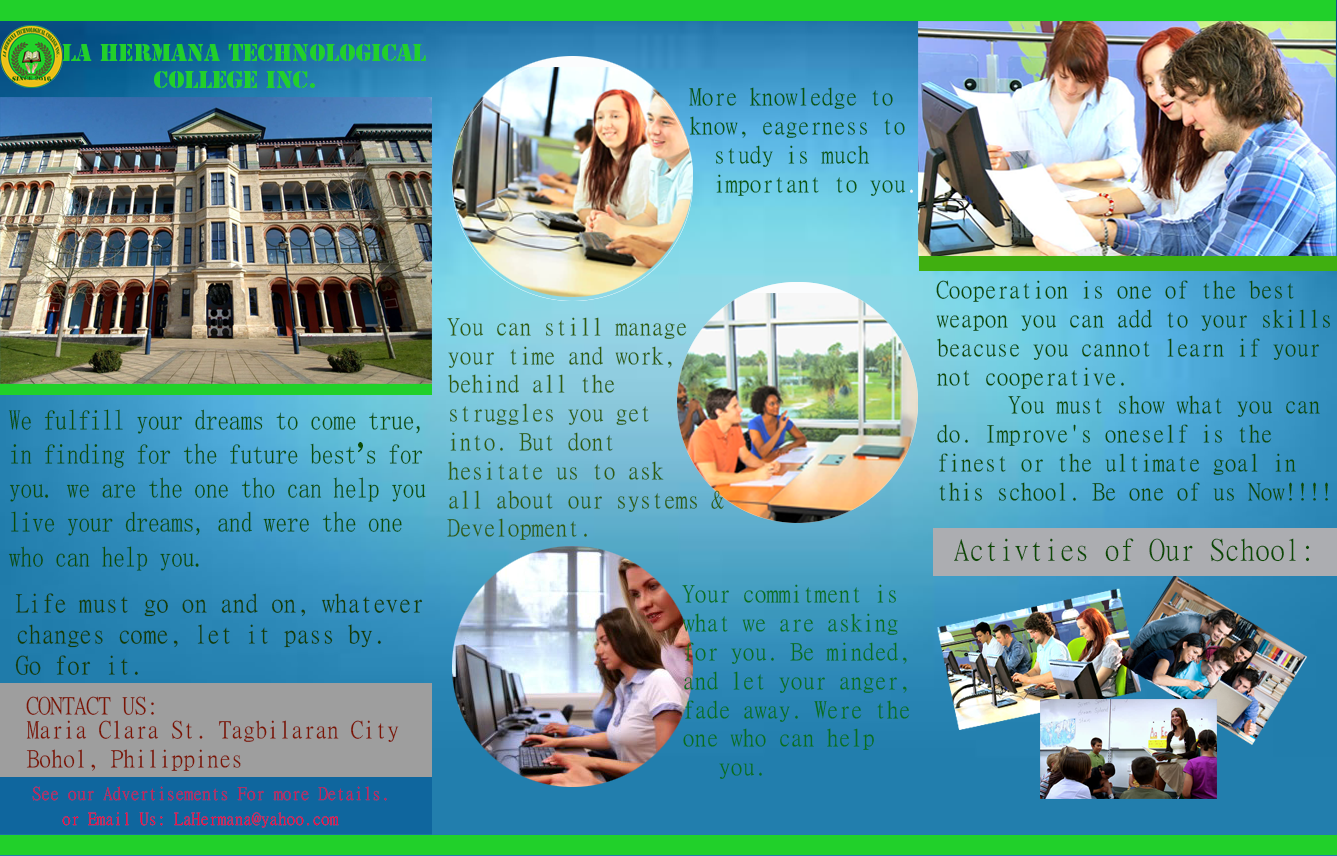 LA HERMANA TECHNOLOGICAL
COLLEGE INC.
LA HERMANA TECHNOLOGICAL COLLEGE INC.
SINCE 2016
We fulfill your dreams to come true,
in finding for the future best's for
you. we are the one tho can help you
live your dreams, and were the one
who can help you.
Life must go on and on, whatever
changes come, let it pass by.
Go for it.
CONTACT US:
Maria Clara St. Tagbilaran City
Bohol, Philippines
See our Advertisements For more Details.
or Email Us: LaHermana@yahoo.com
More knowledge to
know, eagerness to
study is much
important to you.
You can still manage
your time and work,
behind all the
struggles you get
into. But dont
hesitate us to ask
all about our systems &
Development.
Your commitment is
what we are asking
for you. Be minded,
and let your anger,
fade away. Were the
one who can help
you.
Cooperation is one of the best
weapon you can add to your skills
beacuse you cannot learn if your
not cooperative.
You must show what you can
do. Improve's oneself is the
finest or the ultimate goal in
this school. Be one of us Now!!!!
Activties of Our School: